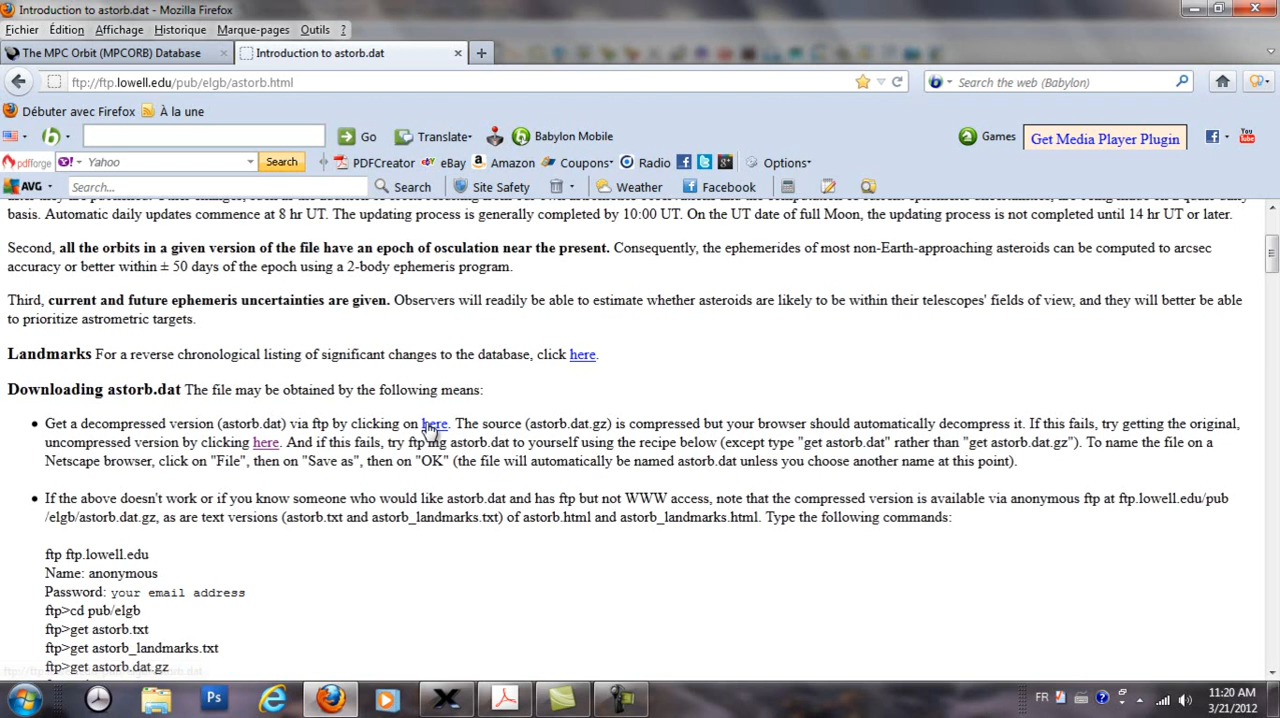 Introduction to astorb.dat - Mozilla Firefox
Fichier Édition Affichage Historique Marque-pages Outils ?
The MPC Orbit (MPCORB) Database × Introduction to astorb.dat × +
ftp://ftp.lowell.edu/pub/elgb/astorb.html Search the web (Babylon)
Débuter avec Firefox À la une
Go Translate Babylon Mobile Games Get Media Player Plugin
pdfforge Yahoo Search PDFCreator eBay Amazon Coupons Radio Options
AVG Search... Search Site Safety Weather Facebook
basis. Automatic daily updates commence at 8 hr UT. The updating process is generally completed by 10:00 UT. On the UT date of full Moon, the updating process is not completed until 14 hr UT or later.
Second, all the orbits in a given version of the file have an epoch of osculation near the present. Consequently, the ephemerides of most non-Earth-approaching asteroids can be computed to arcsec
accuracy or better within ± 50 days of the epoch using a 2-body ephemeris program.
Third, current and future ephemeris uncertainties are given. Observers will readily be able to estimate whether asteroids are likely to be within their telescopes' fields of view, and they will better be able
to prioritize astrometric targets.
Landmarks For a reverse chronological listing of significant changes to the database, click here.
Downloading astorb.dat The file may be obtained by the following means:
• Get a decompressed version (astorb.dat) via ftp by clicking on here. The source (astorb.dat.gz) is compressed but your browser should automatically decompress it. If this fails, try getting the original,
uncompressed version by clicking here. And if this fails, try ftp'ing astorb.dat to yourself using the recipe below (except type "get astorb.dat" rather than "get astorb.dat.gz"). To name the file on a
Netscape browser, click on "File", then on "Save as", then on "OK" (the file will automatically be named astorb.dat unless you choose another name at this point).
• If the above doesn't work or if you know someone who would like astorb.dat and has ftp but not WWW access, note that the compressed version is available via anonymous ftp at ftp.lowell.edu/pub
/elgb/astorb.dat.gz, as are text versions (astorb.txt and astorb_landmarks.txt) of astorb.html and astorb_landmarks.html. Type the following commands:
ftp ftp.lowell.edu
Name: anonymous
Password: your email address
ftp>cd pub/elgb
ftp>get astorb.txt
ftp>get astorb_landmarks.txt
ftp>get astorb.dat.gz
FR 11:20 AM
3/21/2012